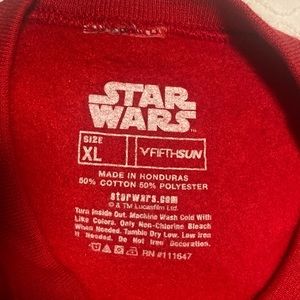 STAR
WARS
SIZE
XL
FIFTHSUN
MADE IN HONDURAS
50% COTTON 50% POLYESTER
starwars.com
© & TM Lucasfilm Ltd.
Turn Inside Out. Machine Wash Cold With
Like Colors. Only Non-Chlorine Bleach
When Needed. Tumble Dry Low. Low Iron
If Needed. Do Not Iron Decoration.
RN #111647